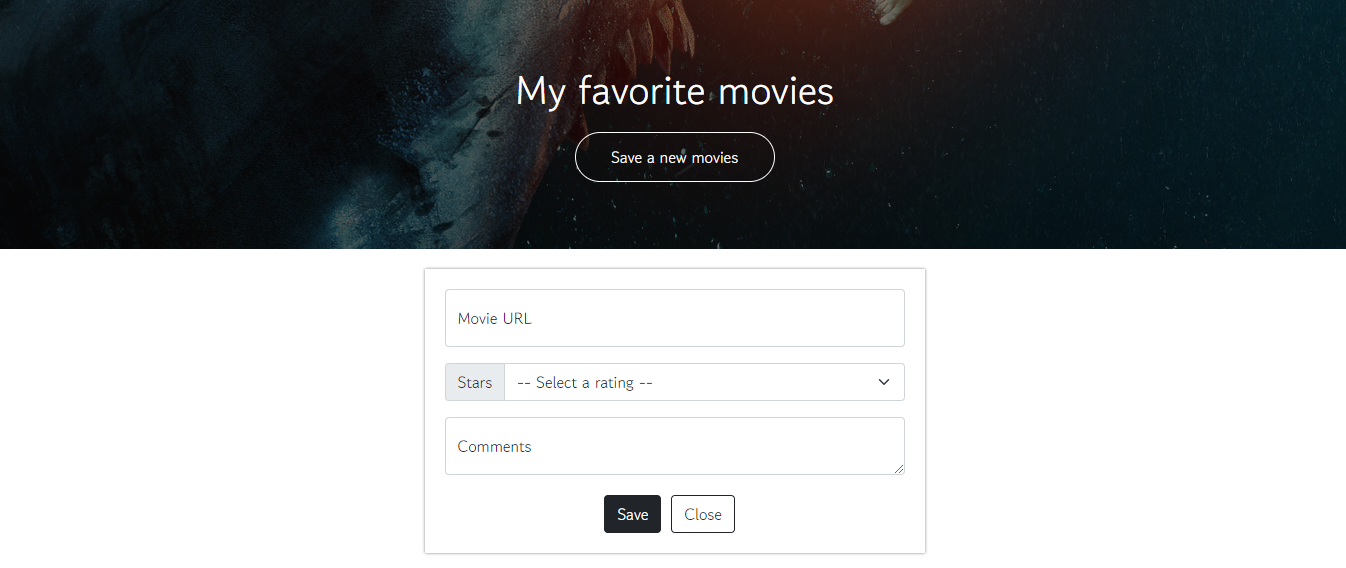 My favorite movies
Save a new movies
Movie URL
Stars
-- Select a rating --
Comments
Save
Close